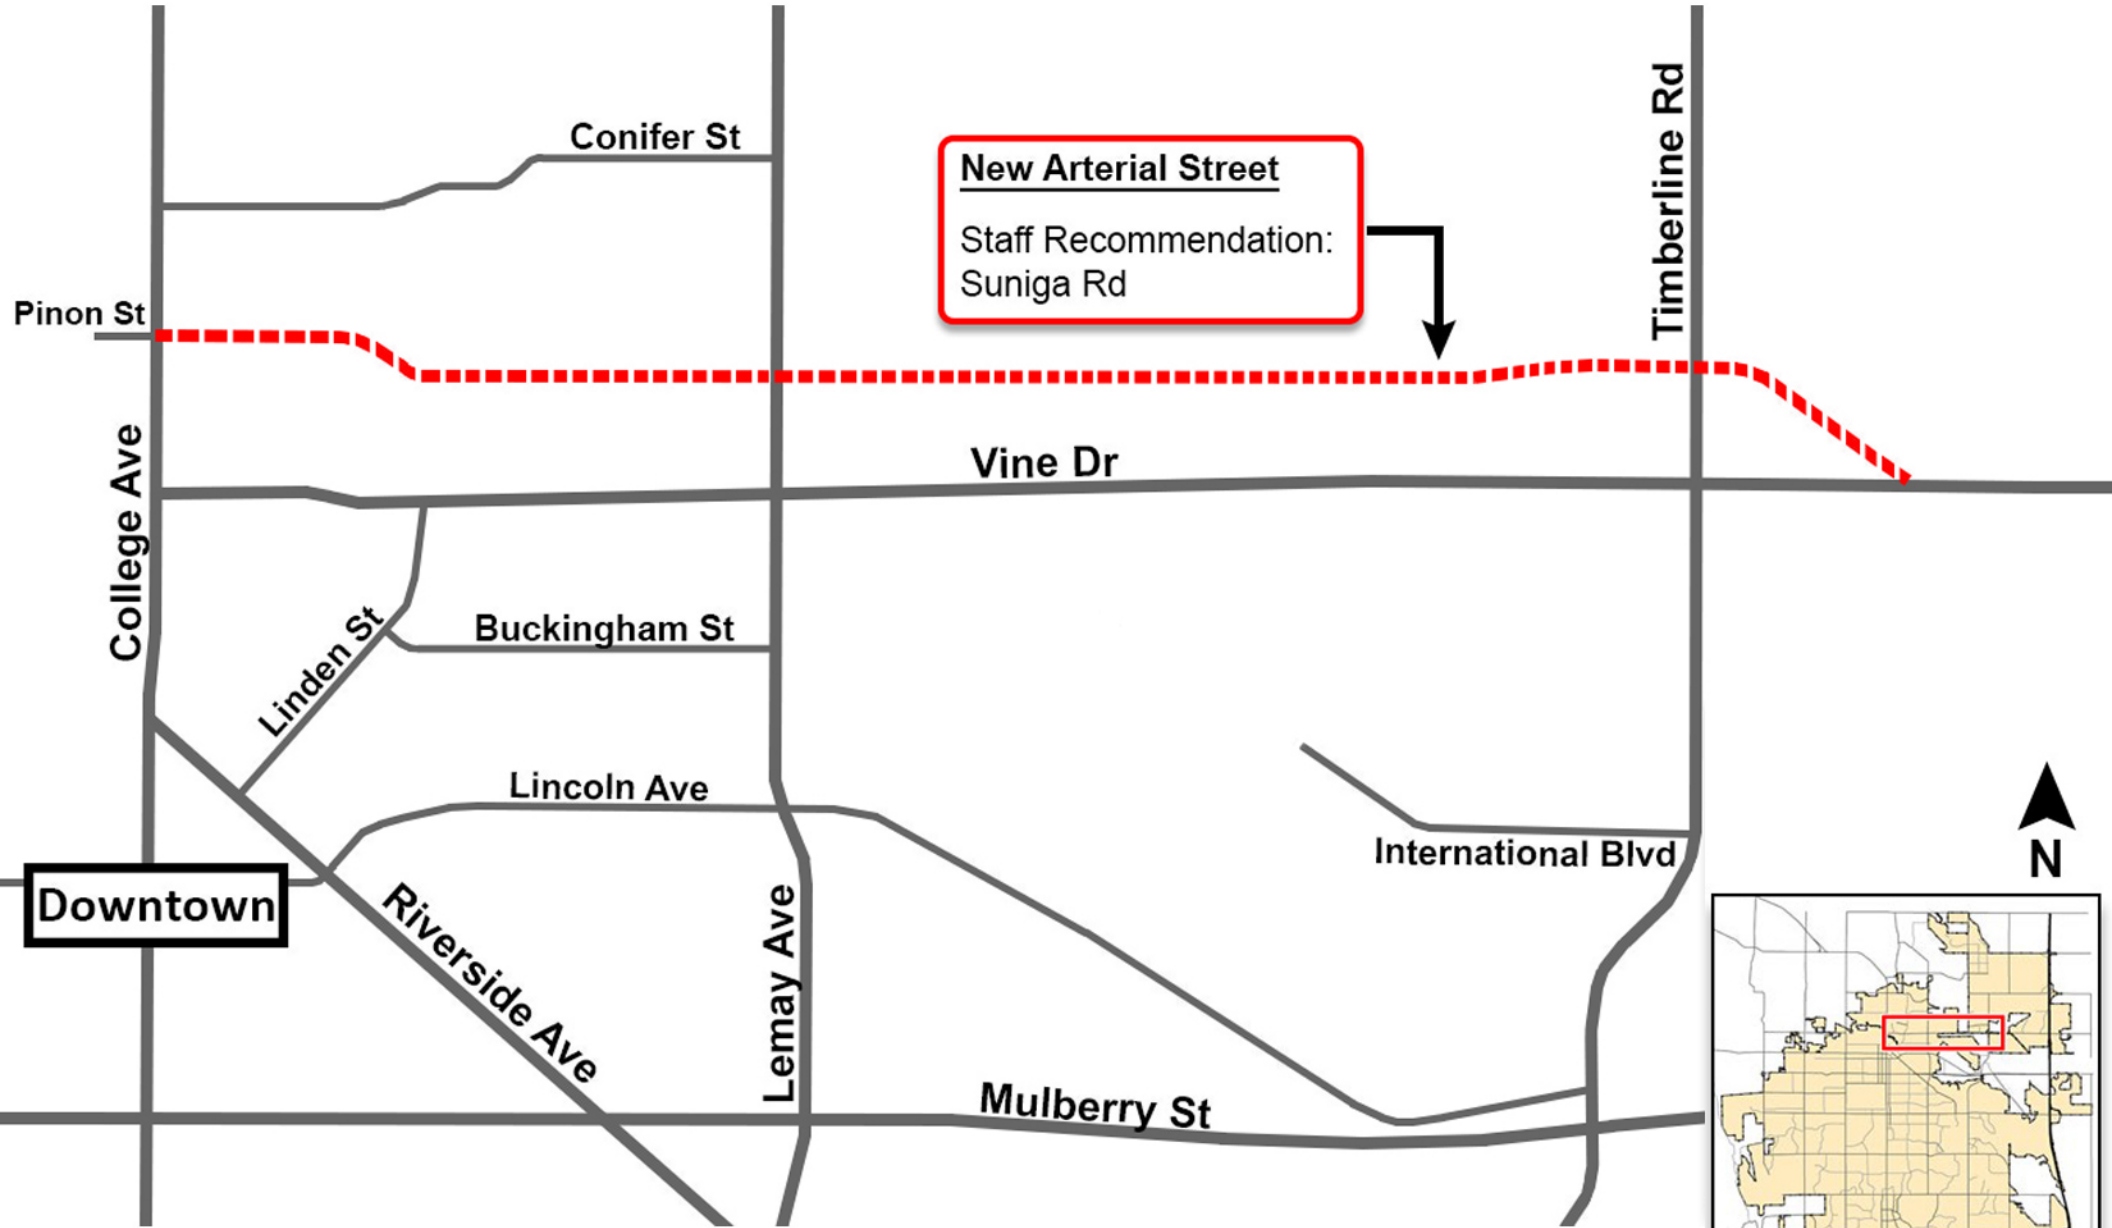 Conifer St
New Arterial Street
Staff Recommendation:
Suniga Rd
Timberline Rd
Pinon St
College Ave
Vine Dr
Linden St
Buckingham St
Lincoln Ave
International Blvd
N
Downtown
Riverside Ave
Lemay Ave
Mulberry St